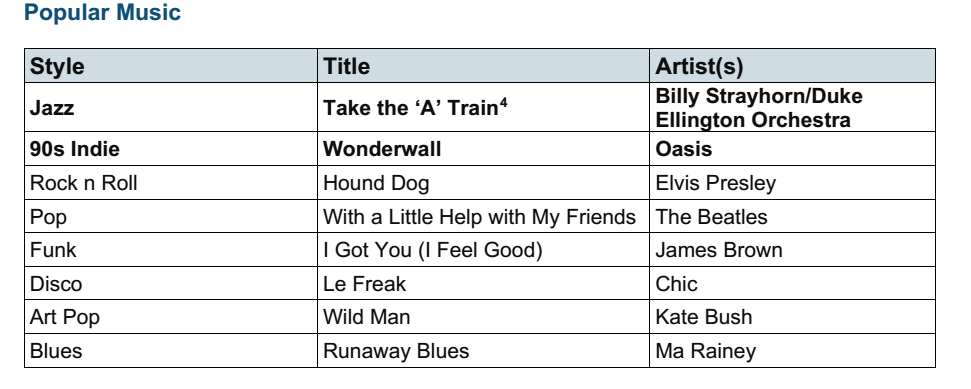 Popular Music
Style Title Artist(s)
Jazz Take the ‘A’ Train⁴ Billy Strayhorn/Duke
Ellington Orchestra
90s Indie Wonderwall Oasis
Rock n Roll Hound Dog Elvis Presley
Pop With a Little Help with My Friends The Beatles
Funk I Got You (I Feel Good) James Brown
Disco Le Freak Chic
Art Pop Wild Man Kate Bush
Blues Runaway Blues Ma Rainey